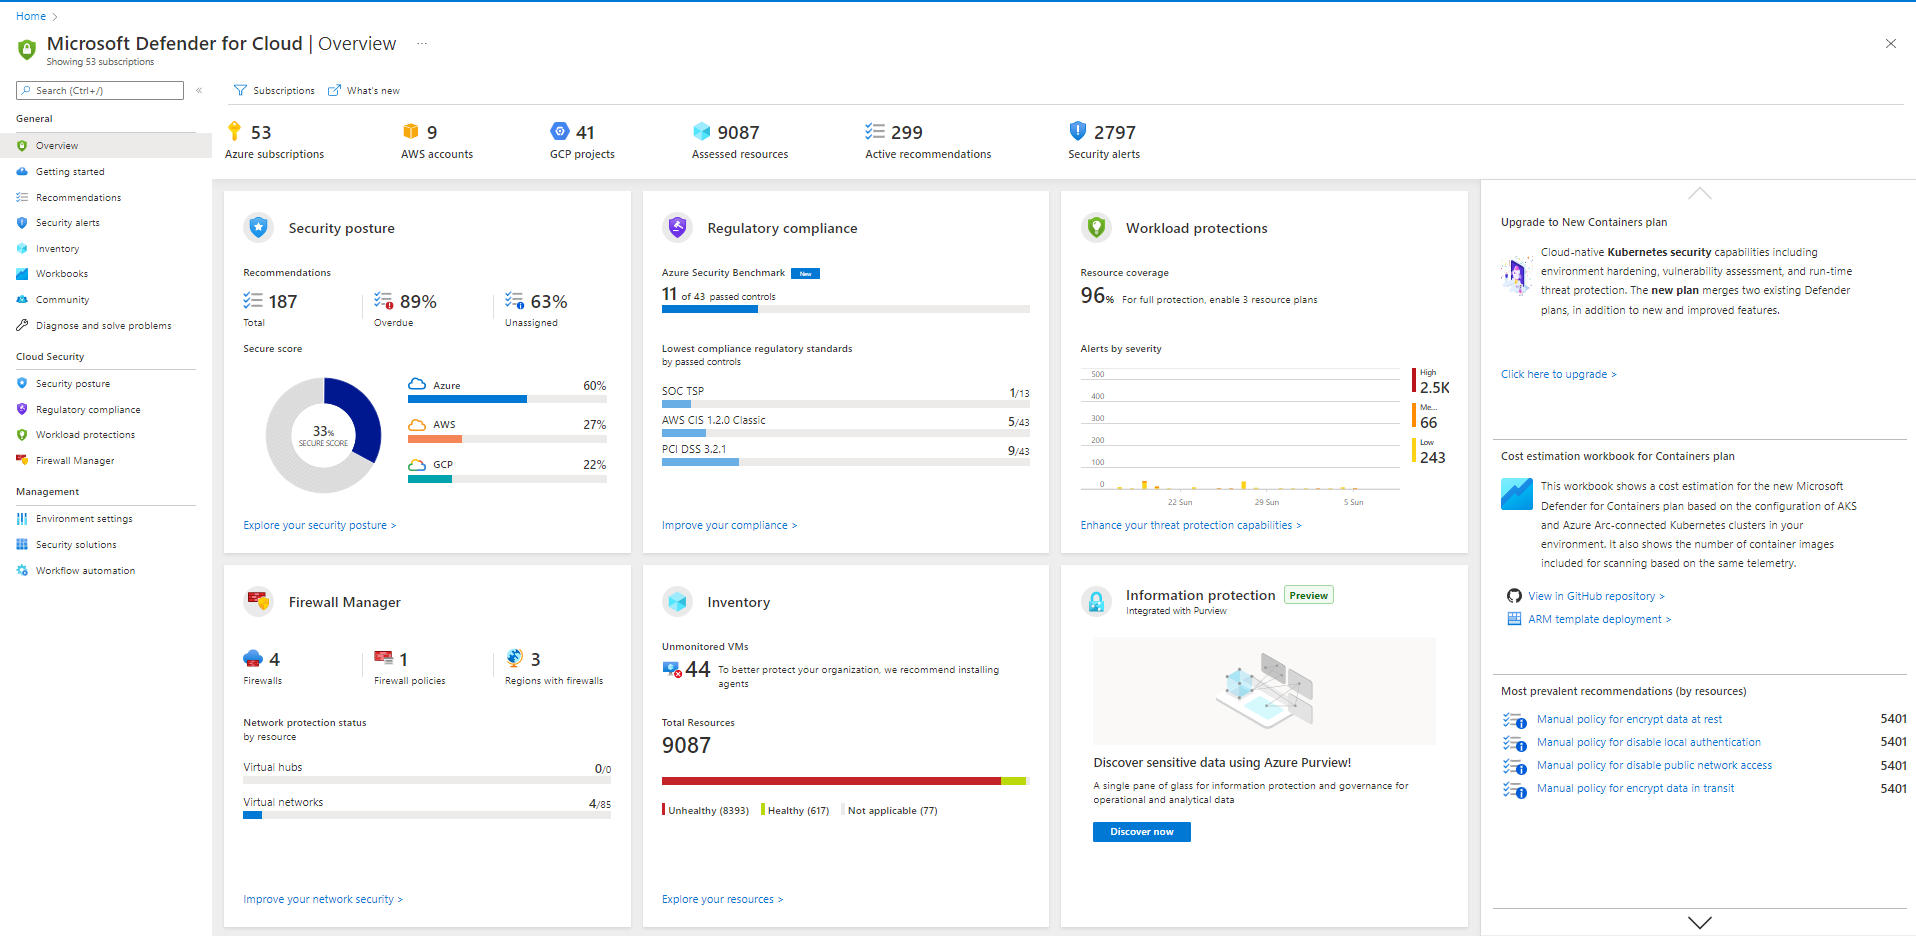 Home >
Microsoft Defender for Cloud | Overview ...
Showing 53 subscriptions
Search (Ctrl+/) «
General
Overview
Getting started
Recommendations
Security alerts
Inventory
Workbooks
Community
Diagnose and solve problems
Cloud Security
Security posture
Regulatory compliance
Workload protections
Firewall Manager
Management
Environment settings
Security solutions
Workflow automation
Subscriptions What's new
53
Azure subscriptions
9
AWS accounts
41
GCP projects
9087
Assessed resources
299
Active recommendations
2797
Security alerts
Security posture
Recommendations
187
Total
89%
Overdue
63%
Unassigned
Secure score
33%
SECURE SCORE
Azure 60%
AWS 27%
GCP 22%
Explore your security posture >
Regulatory compliance
Azure Security Benchmark New
11 of 43 passed controls
Lowest compliance regulatory standards
by passed controls
SOC TSP 1/13
AWS CIS 1.2.0 Classic 5/43
PCI DSS 3.2.1 9/43
Improve your compliance >
Workload protections
Resource coverage
96% For full protection, enable 3 resource plans
Alerts by severity
500
400
300
200
100
0
22 Sun 29 Sun 5 Sun
High
2.5K
Me...
66
Low
243
Enhance your threat protection capabilities >
Firewall Manager
4
Firewalls
1
Firewall policies
3
Regions with firewalls
Network protection status
by resource
Virtual hubs 0/0
Virtual networks 4/85
Improve your network security >
Inventory
Unmonitored VMs
44 To better protect your organization, we recommend installing
agents
Total Resources
9087
Unhealthy (8393) Healthy (617) Not applicable (77)
Explore your resources >
Information protection Preview
Integrated with Purview
Discover sensitive data using Azure Purview!
A single pane of glass for information protection and governance for
operational and analytical data
Discover now
Upgrade to New Containers plan
Cloud-native Kubernetes security capabilities including
environment hardening, vulnerability assessment, and run-time
threat protection. The new plan merges two existing Defender
plans, in addition to new and improved features.
Click here to upgrade >
Cost estimation workbook for Containers plan
This workbook shows a cost estimation for the new Microsoft
Defender for Containers plan based on the configuration of AKS
and Azure Arc-connected Kubernetes clusters in your
environment. It also shows the number of container images
included for scanning based on the same telemetry.
View in GitHub repository >
ARM template deployment >
Most prevalent recommendations (by resources)
Manual policy for encrypt data at rest 5401
Manual policy for disable local authentication 5401
Manual policy for disable public network access 5401
Manual policy for encrypt data in transit 5401